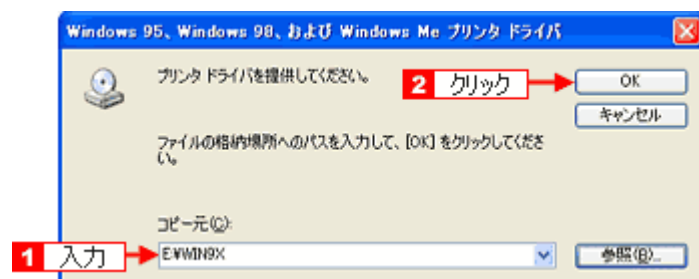 Windows 95、Windows 98、および Windows Me プリンタ ドライバ
プリンタ ドライバを提供してください。
2 クリック
OK
キャンセル
ファイルの格納場所へのパスを入力して、[OK] をクリックしてくださ
い。
コピー元(C):
1 入力
E:¥WIN9X
参照(B)...